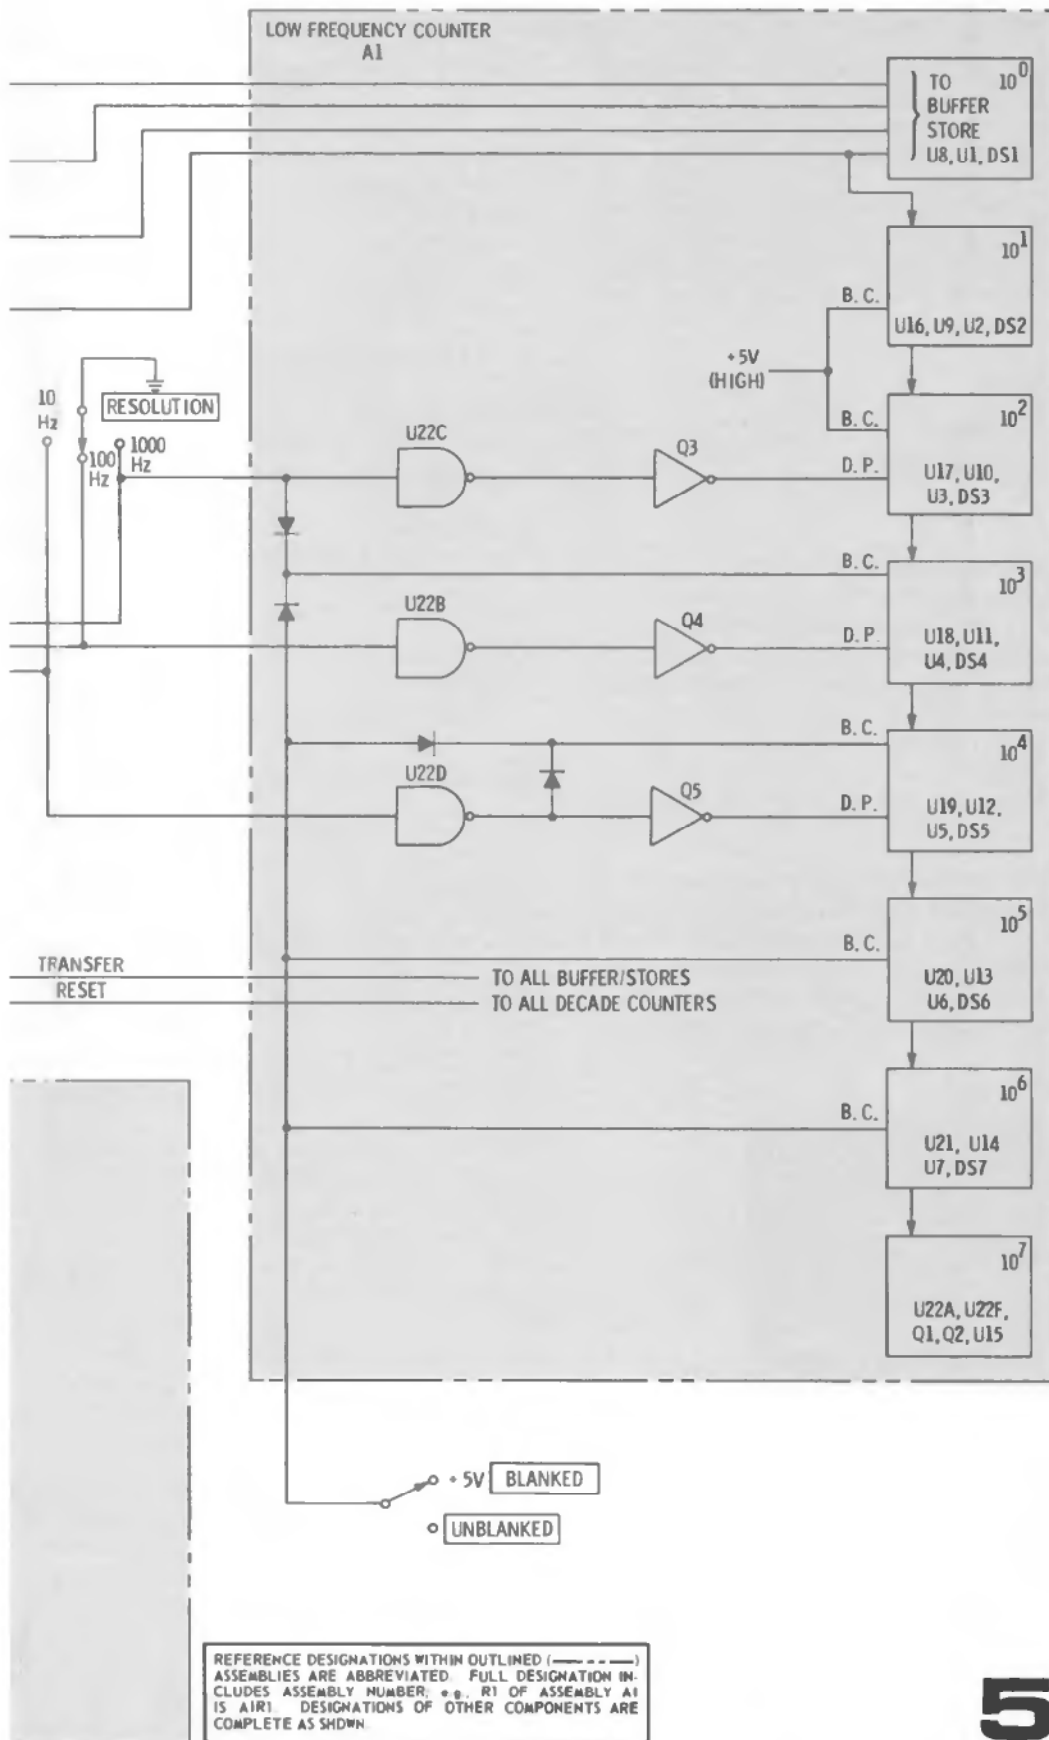 LOW FREQUENCY COUNTER
A1
10^0
TO
BUFFER
STORE
U8, U1, DS1
10^1
B.C.
U16, U9, U2, DS2
+5V
(HIGH)
10
Hz
RESOLUTION
100
Hz
1000
Hz
U22C
Q3
B.C.
D.P.
10^2
U17, U10,
U3, DS3
B.C.
10^3
U22B
Q4
D.P.
U18, U11,
U4, DS4
B.C.
10^4
U22D
Q5
D.P.
U19, U12,
U5, DS5
10^5
B.C.
U20, U13
U6, DS6
TRANSFER
TO ALL BUFFER/STORES
RESET
TO ALL DECADE COUNTERS
10^6
B.C.
U21, U14
U7, DS7
10^7
U22A, U22F,
Q1, Q2, U15
+5V BLANKED
UNBLANKED
REFERENCE DESIGNATIONS WITHIN OUTLINED (— - - —)
ASSEMBLIES ARE ABBREVIATED. FULL DESIGNATION IN-
CLUDES ASSEMBLY NUMBER; e.g., R1 OF ASSEMBLY A1
IS A1R1. DESIGNATIONS OF OTHER COMPONENTS ARE
COMPLETE AS SHOWN
5